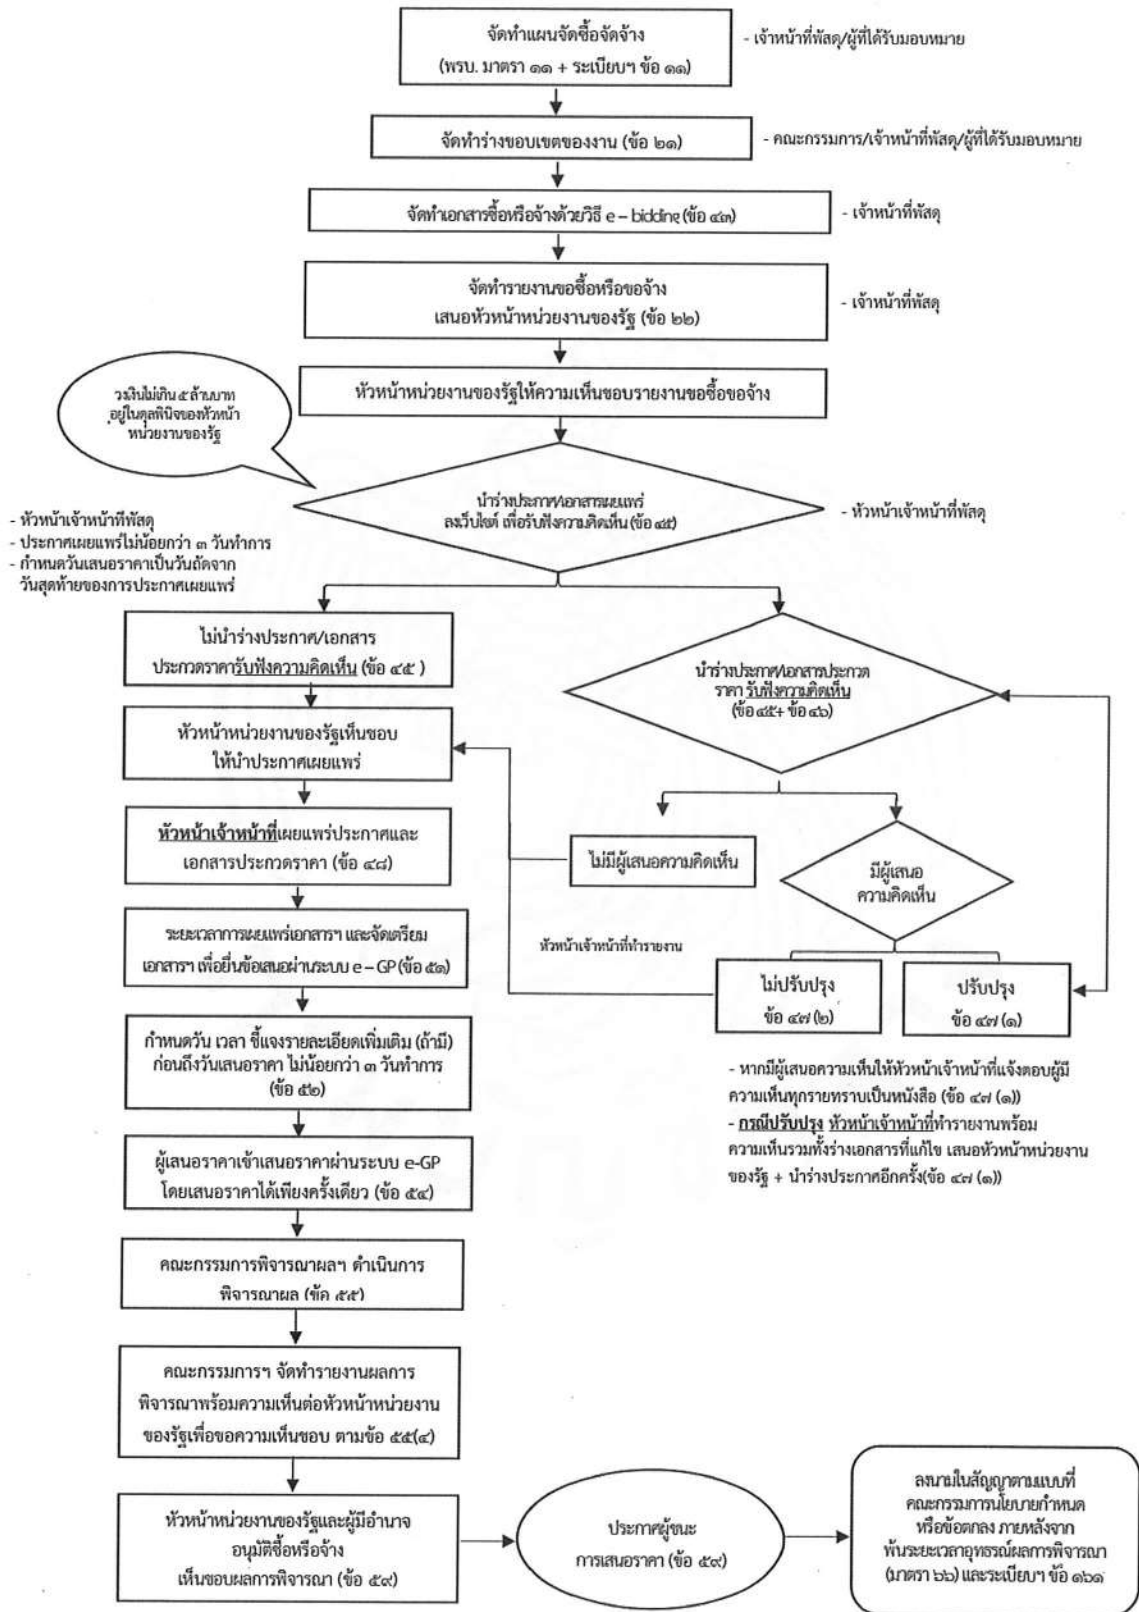 จัดทำแผนจัดซื้อจัดจ้าง
(พรบ. มาตรา ๑๑ + ระเบียบฯ ข้อ ๑๑)
- เจ้าหน้าที่พัสดุ/ผู้ที่ได้รับมอบหมาย
จัดทำร่างขอบเขตของงาน (ข้อ ๒๑)
- คณะกรรมการ/เจ้าหน้าที่พัสดุ/ผู้ที่ได้รับมอบหมาย
จัดทำเอกสารซื้อหรือจ้างด้วยวิธี e – bidding (ข้อ ๔๓)
- เจ้าหน้าที่พัสดุ
จัดทำรายงานขอซื้อหรือขอจ้าง
เสนอหัวหน้าหน่วยงานของรัฐ (ข้อ ๒๒)
- เจ้าหน้าที่พัสดุ
หัวหน้าหน่วยงานของรัฐให้ความเห็นชอบรายงานขอซื้อขอจ้าง
วงเงินไม่เกิน ๕ ล้านบาท
อยู่ในดุลพินิจของหัวหน้า
หน่วยงานของรัฐ
นำร่างประกาศ/เอกสารเผยแพร่
ลงเว็บไซต์ เพื่อรับฟังความคิดเห็น (ข้อ ๔๕)
- หัวหน้าเจ้าหน้าที่พัสดุ
- หัวหน้าเจ้าหน้าที่พัสดุ
- ประกาศเผยแพร่ไม่น้อยกว่า ๓ วันทำการ
- กำหนดวันเสนอราคาเป็นวันถัดจาก
วันสุดท้ายของการประกาศเผยแพร่
ไม่นำร่างประกาศ/เอกสาร
ประกวดราคารับฟังความคิดเห็น (ข้อ ๔๕ )
นำร่างประกาศ/เอกสารประกวด
ราคา รับฟังความคิดเห็น
(ข้อ ๔๕+ ข้อ ๔๖)
หัวหน้าหน่วยงานของรัฐเห็นชอบ
ให้นำประกาศเผยแพร่
หัวหน้าเจ้าหน้าที่เผยแพร่ประกาศและ
เอกสารประกวดราคา (ข้อ ๔๘)
ไม่มีผู้เสนอความคิดเห็น
มีผู้เสนอ
ความคิดเห็น
ระยะเวลาการเผยแพร่เอกสารฯ และจัดเตรียม
เอกสารฯ เพื่อยื่นข้อเสนอผ่านระบบ e – GP (ข้อ ๕๑)
หัวหน้าเจ้าหน้าที่ทำรายงาน
ไม่ปรับปรุง
ข้อ ๔๗ (๒)
ปรับปรุง
ข้อ ๔๗ (๑)
กำหนดวัน เวลา ชี้แจงรายละเอียดเพิ่มเติม (ถ้ามี)
ก่อนถึงวันเสนอราคา ไม่น้อยกว่า ๓ วันทำการ
(ข้อ ๕๒)
- หากมีผู้เสนอความเห็นให้หัวหน้าเจ้าหน้าที่แจ้งตอบผู้มี
ความเห็นทุกรายทราบเป็นหนังสือ (ข้อ ๔๗ (๑))
- กรณีปรับปรุง หัวหน้าเจ้าหน้าที่ทำรายงานพร้อม
ความเห็นรวมทั้งร่างเอกสารที่แก้ไข เสนอหัวหน้าหน่วยงาน
ของรัฐ + นำร่างประกาศอีกครั้ง(ข้อ ๔๗ (๑))
ผู้เสนอราคาเข้าเสนอราคาผ่านระบบ e-GP
โดยเสนอราคาได้เพียงครั้งเดียว (ข้อ ๕๔)
คณะกรรมการพิจารณาผลฯ ดำเนินการ
พิจารณาผล (ข้อ ๕๕)
คณะกรรมการฯ จัดทำรายงานผลการ
พิจารณาพร้อมความเห็นต่อหัวหน้าหน่วยงาน
ของรัฐเพื่อขอความเห็นชอบ ตามข้อ ๕๕(๔)
หัวหน้าหน่วยงานของรัฐและผู้มีอำนาจ
อนุมัติซื้อหรือจ้าง
เห็นชอบผลการพิจารณา (ข้อ ๕๙)
ประกาศผู้ชนะ
การเสนอราคา (ข้อ ๕๙)
ลงนามในสัญญาตามแบบที่
คณะกรรมการนโยบายกำหนด
หรือข้อตกลง ภายหลังจาก
พ้นระยะเวลาอุทธรณ์ผลการพิจารณา
(มาตรา ๖๖) และระเบียบฯ ข้อ ๑๖๑